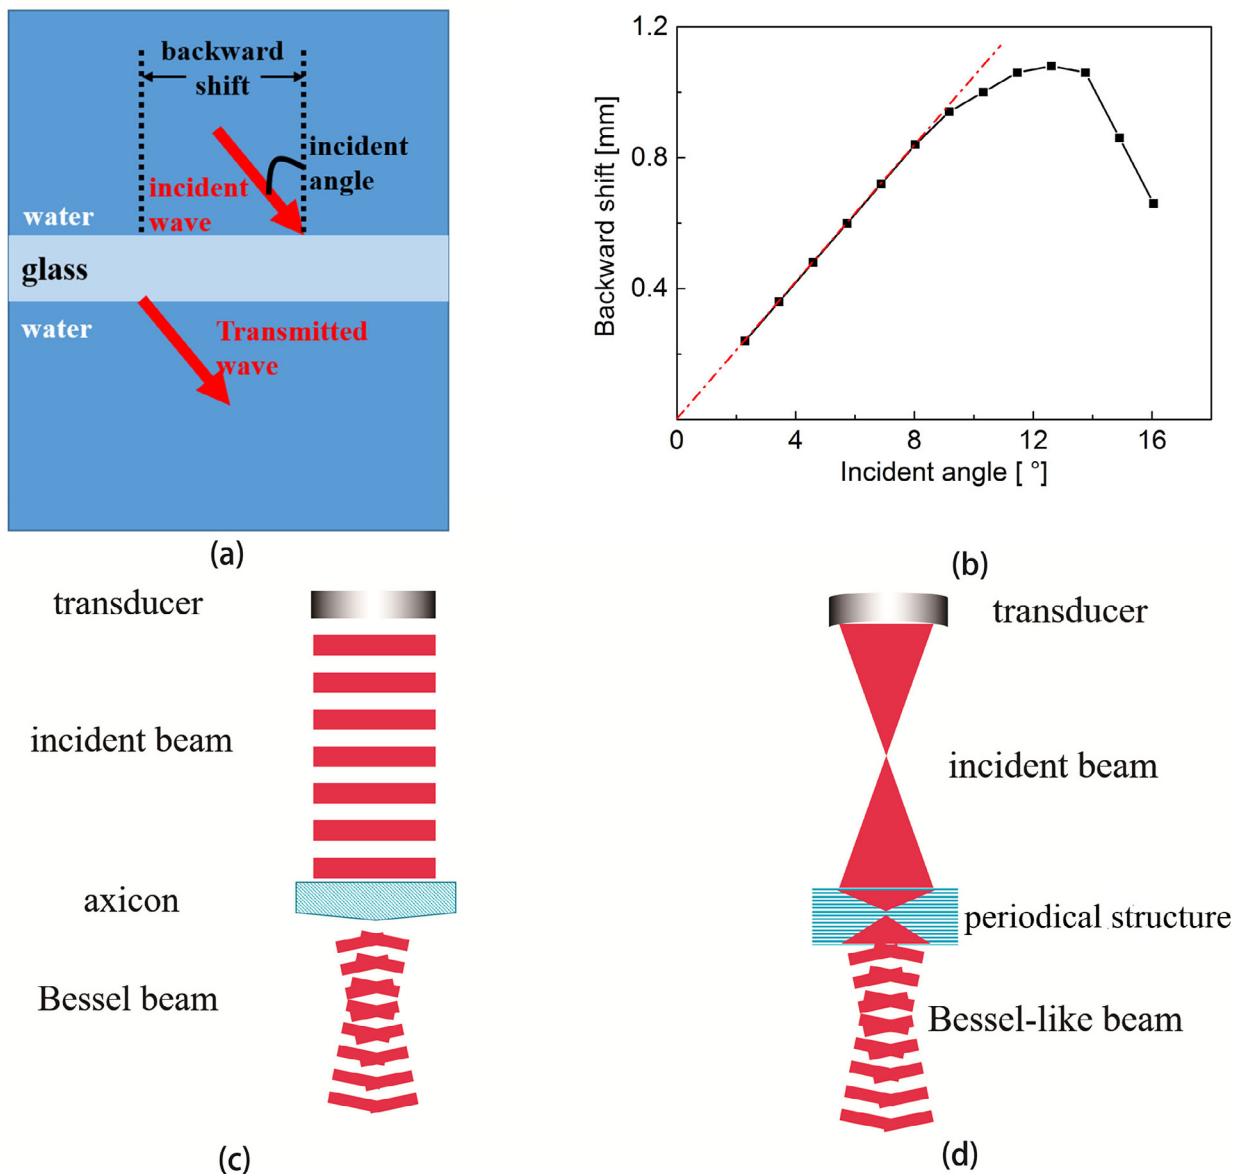 backward
shift
incident
angle
incident
wave
water
glass
water
Transmitted
wave
(a)
1.2
0.8
0.4
0
4
8
12
16
Backward shift [mm]
Incident angle [ °]
(b)
transducer
incident beam
axicon
Bessel beam
(c)
transducer
incident beam
periodical structure
Bessel-like beam
(d)